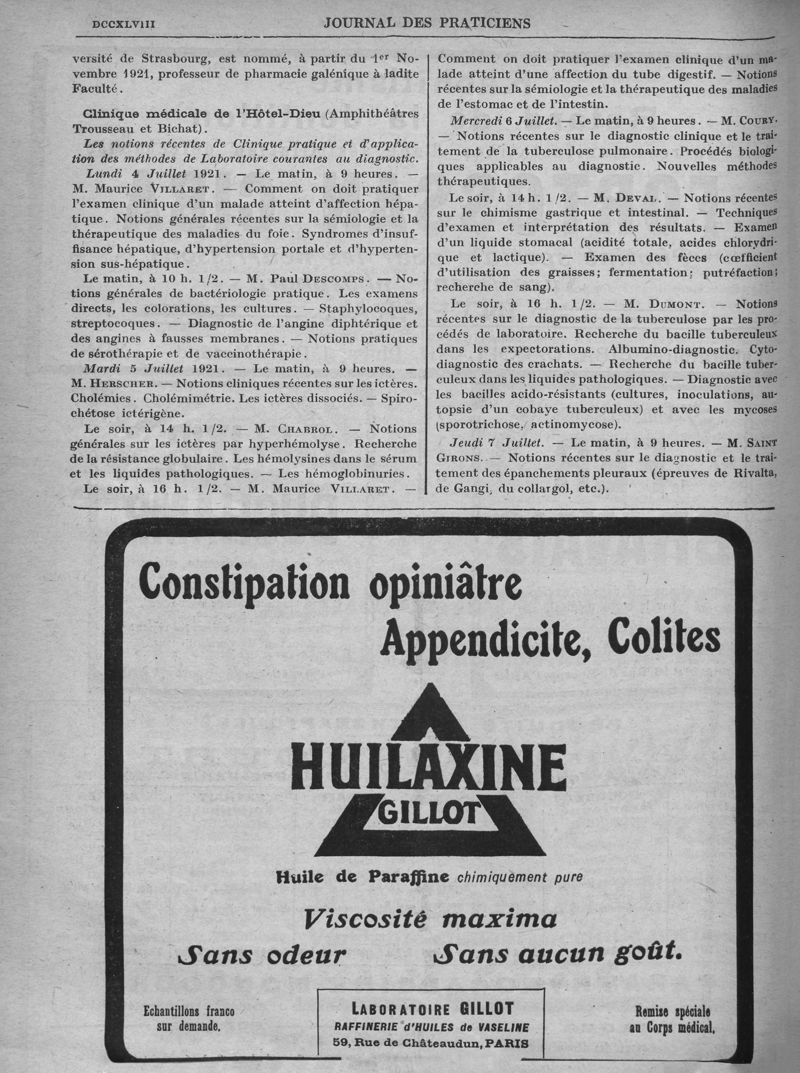 DCCXLVIII
JOURNAL DES PRATICIENS
versité de Strasbourg, est nommé, à partir du 1er No-
vembre 1921, professeur de pharmacie galénique à ladite
Faculté.
Clinique médicale de l'Hôtel-Dieu (Amphithéâtres
Trousseau et Bichat).
Les notions récentes de Clinique pratique et d'applica-
tion des méthodes de Laboratoire courantes au diagnostic.
Lundi 4 Juillet 1921. — Le matin, à 9 heures. —
M. Maurice VILLARET. — Comment on doit pratiquer
l'examen clinique d'un malade atteint d'affection hépa-
tique. Notions générales récentes sur la sémiologie et la
thérapeutique des maladies du foie. Syndromes d'insuf-
fisance hépatique, d'hypertension portale et d'hyperten-
sion sus-hépatique.
Le matin, à 10 h. 1/2. — M. Paul DESCOMPS. — No-
tions générales de bactériologie pratique. Les examens
directs, les colorations, les cultures. — Staphylocoques,
streptocoques. — Diagnostic de l'angine diphtérique et
des angines à fausses membranes. — Notions pratiques
de sérothérapie et de vaccinothérapie.
Mardi 5 Juillet 1921. — Le matin, à 9 heures. —
M. HERSCHER. — Notions cliniques récentes sur les ictères.
Cholémies. Cholémimétrie. Les ictères dissociés. — Spiro-
chétose ictérigène.
Le soir, à 14 h. 1/2. — M. CHABROL. — Notions
générales sur les ictères par hyperhémolyse. Recherche
de la résistance globulaire. Les hémolysines dans le sérum
et les liquides pathologiques. — Les hémoglobinuries.
Le soir, à 16 h. 1/2. — M. Maurice VILLARET. —
Comment on doit pratiquer l'examen clinique d'un ma-
lade atteint d'une affection du tube digestif. — Notions
récentes sur la sémiologie et la thérapeutique des maladies
de l'estomac et de l'intestin.
Mercredi 6 Juillet. — Le matin, à 9 heures. — M. COURY.
— Notions récentes sur le diagnostic clinique et le trai-
tement de la tuberculose pulmonaire. Procédés biologi-
ques applicables au diagnostic. Nouvelles méthodes
thérapeutiques.
Le soir, à 14 h. 1/2. — M. DEVAL. — Notions récentes
sur le chimisme gastrique et intestinal. — Techniques
d'examen et interprétation des résultats. — Examen
d'un liquide stomacal (acidité totale, acides chlorydri-
que et lactique). — Examen des fèces (cœfficient
d'utilisation des graisses; fermentation; putréfaction;
recherche de sang).
Le soir, à 16 h. 1/2. — M. DUMONT. — Notions
récentes sur le diagnostic de la tuberculose par les pro-
cédés de laboratoire. Recherche du bacille tuberculeux
dans les expectorations. Albumino-diagnostic. Cyto-
diagnostic des crachats. — Recherche du bacille tuber-
culeux dans les liquides pathologiques. — Diagnostic avec
les bacilles acido-résistants (cultures, inoculations, au-
topsie d'un cobaye tuberculeux) et avec les mycoses
(sporotrichose, actinomycose).
Jeudi 7 Juillet. — Le matin, à 9 heures. — M. SAINT
GIRONS. — Notions récentes sur le diagnostic et le trai-
tement des épanchements pleuraux (épreuves de Rivalta,
de Gangi, du collargol, etc.).
Constipation opiniâtre
Appendicite, Colites
HUILAXINE
GILLOT
Huile de Paraffine chimiquement pure
Viscosité maxima
Sans odeur Sans aucun goût.
Echantillons franco
sur demande.
LABORATOIRE GILLOT
RAFFINERIE d'HUILES de VASELINE
59, Rue de Châteaudun, PARIS
Remise spéciale
au Corps médical.